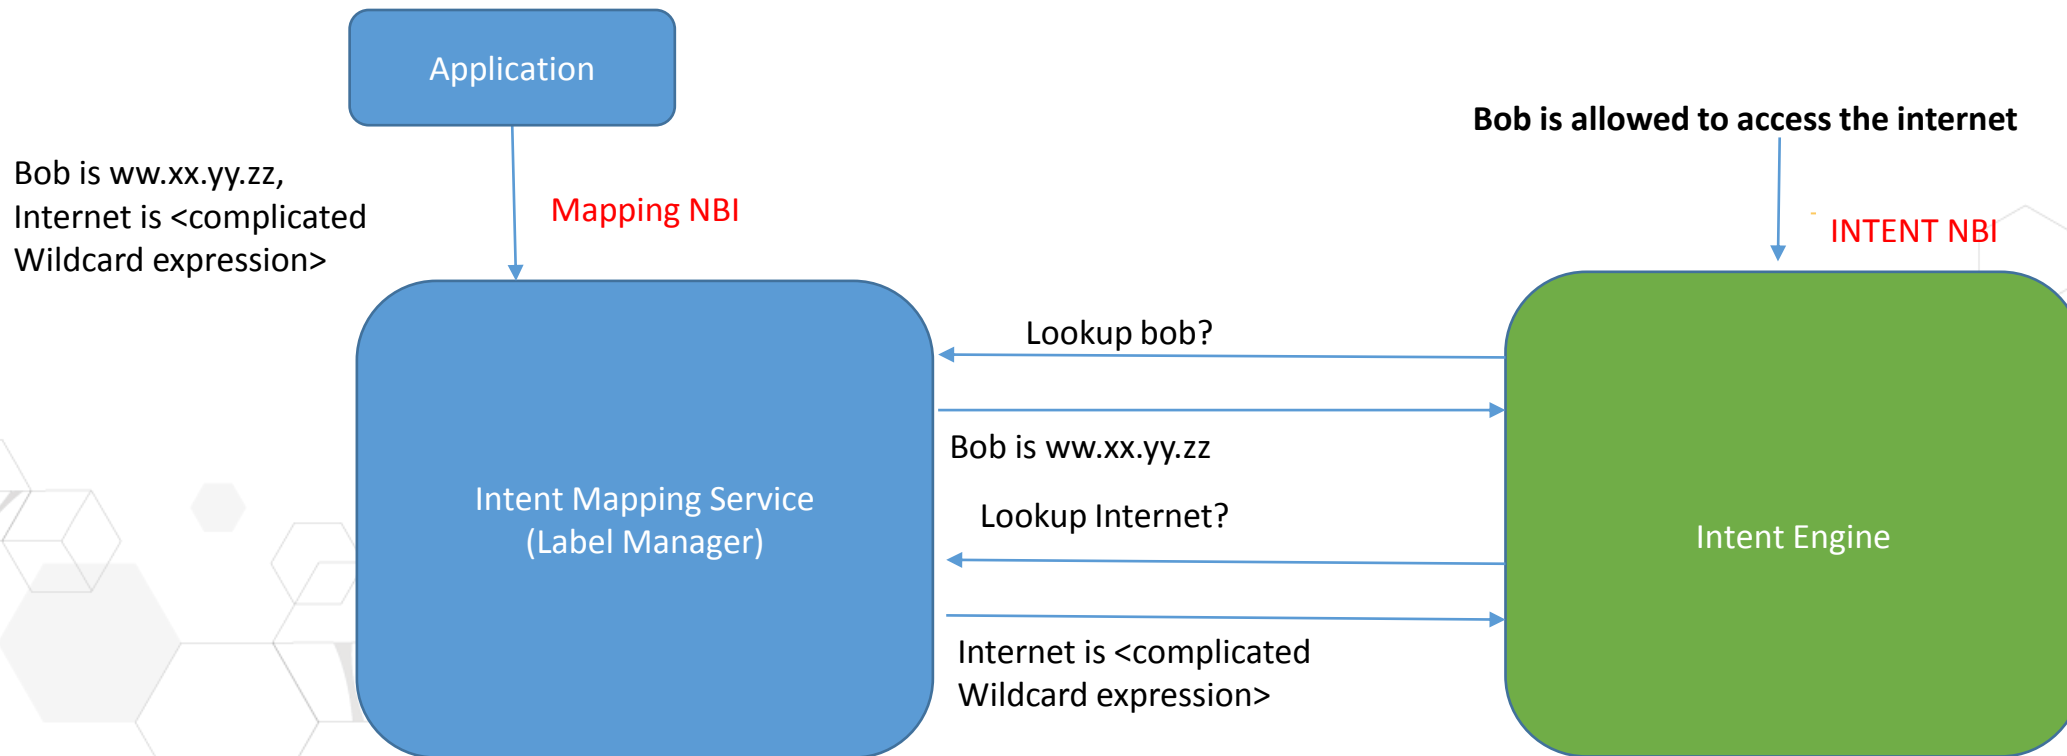 Application
Bob is allowed to access the internet
Bob is ww.xx.yy.zz,
Internet is <complicated
Wildcard expression>
Mapping NBI
INTENT NBI
Lookup bob?
Bob is ww.xx.yy.zz
Intent Mapping Service
(Label Manager)
Lookup Internet?
Intent Engine
Internet is <complicated
Wildcard expression>